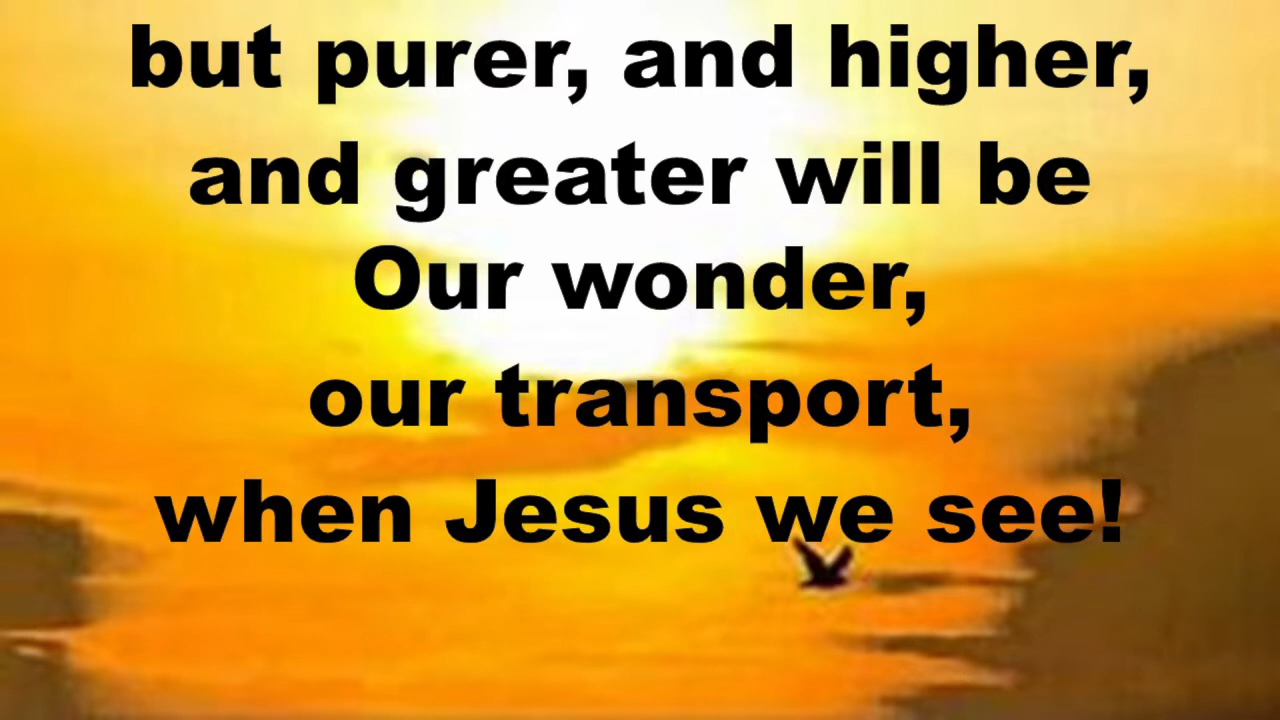 but purer, and higher,
and greater will be
Our wonder,
our transport,
when Jesus we see!